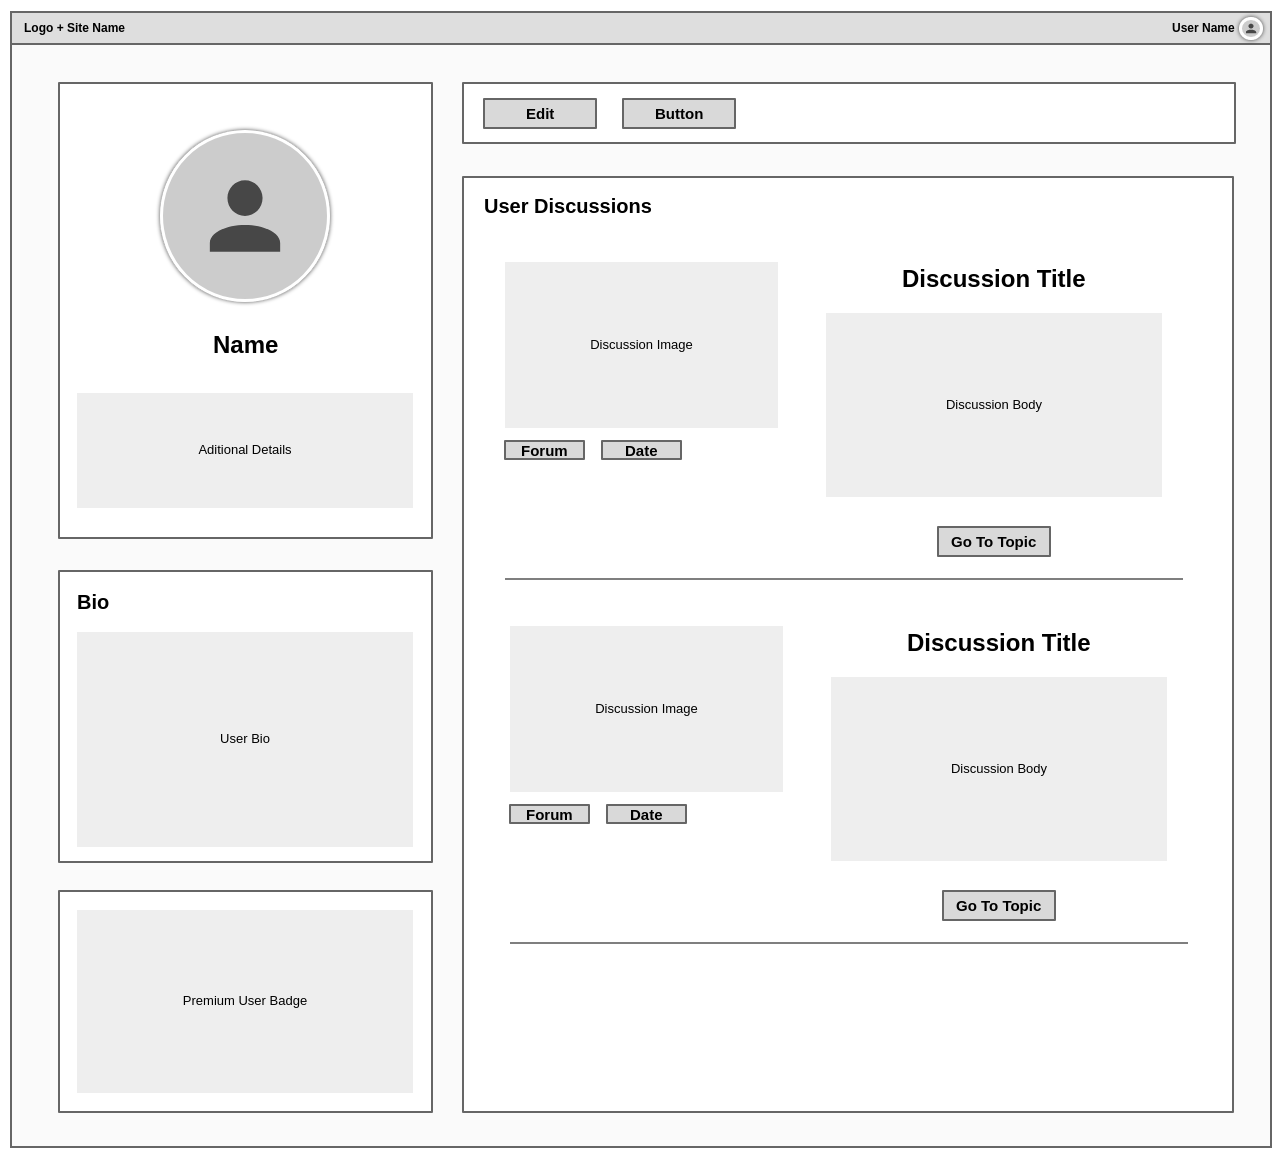 Logo + Site Name
User Name
Name
Aditional Details
Bio
User Bio
Premium User Badge
Edit
Button
User Discussions
Discussion Image
Forum
Date
Discussion Title
Discussion Body
Go To Topic
Discussion Image
Forum
Date
Discussion Title
Discussion Body
Go To Topic